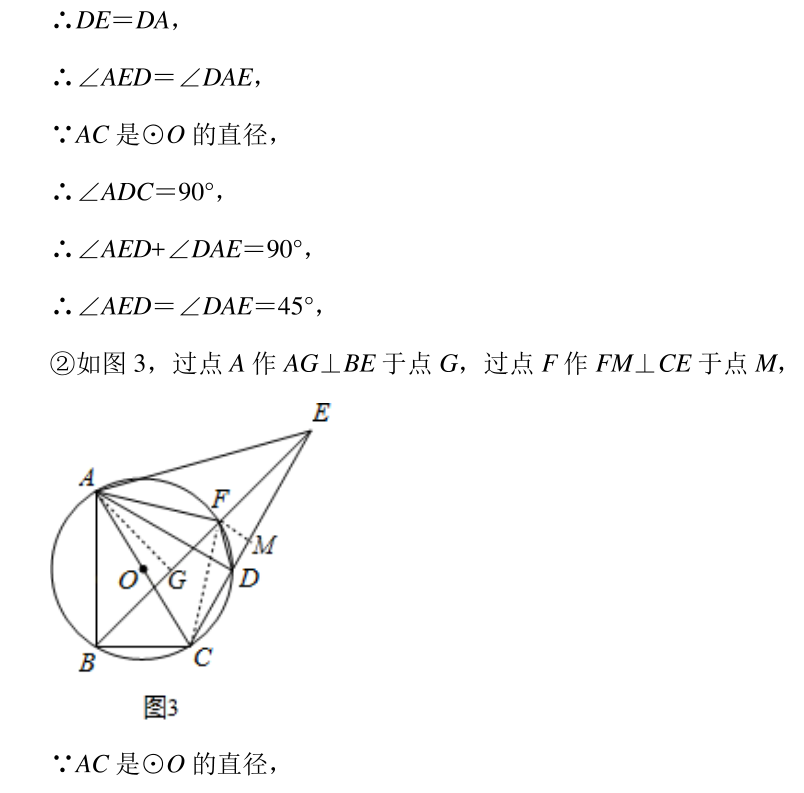 ∴DE＝DA，
∴∠AED＝∠DAE，
∵AC 是⊙O 的直径，
∴∠ADC＝90°，
∴∠AED+∠DAE＝90°，
∴∠AED＝∠DAE＝45°，
②如图 3，过点 A 作 AG⊥BE 于点 G，过点 F 作 FM⊥CE 于点 M，
E
A
F
M
O
G
D
B
C
图3
∵AC 是⊙O 的直径，